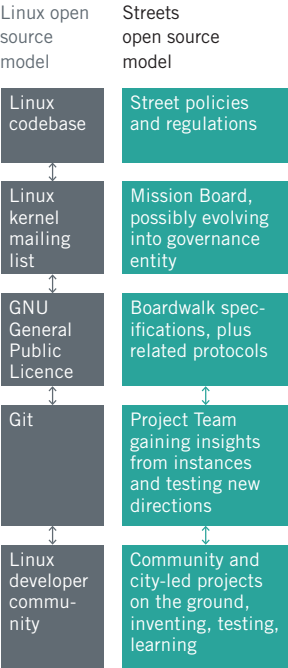 Linux open
source
model
Streets
open source
model
Linux
codebase
Street policies
and regulations
Linux
kernel
mailing
list
Mission Board,
possibly evolving
into governance
entity
GNU
General
Public
Licence
Boardwalk spec-
ifications, plus
related protocols
Git
Project Team
gaining insights
from instances
and testing new
directions
Linux
developer
commu-
nity
Community and
city-led projects
on the ground,
inventing, testing,
learning